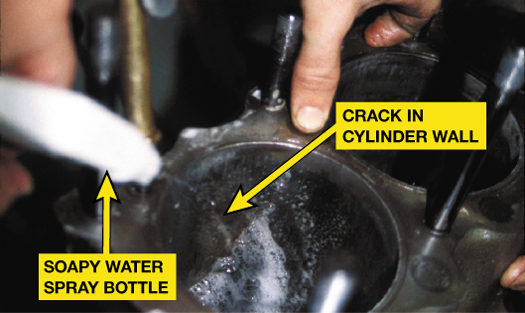 CRACK IN
CYLINDER WALL
SOAPY WATER
SPRAY BOTTLE